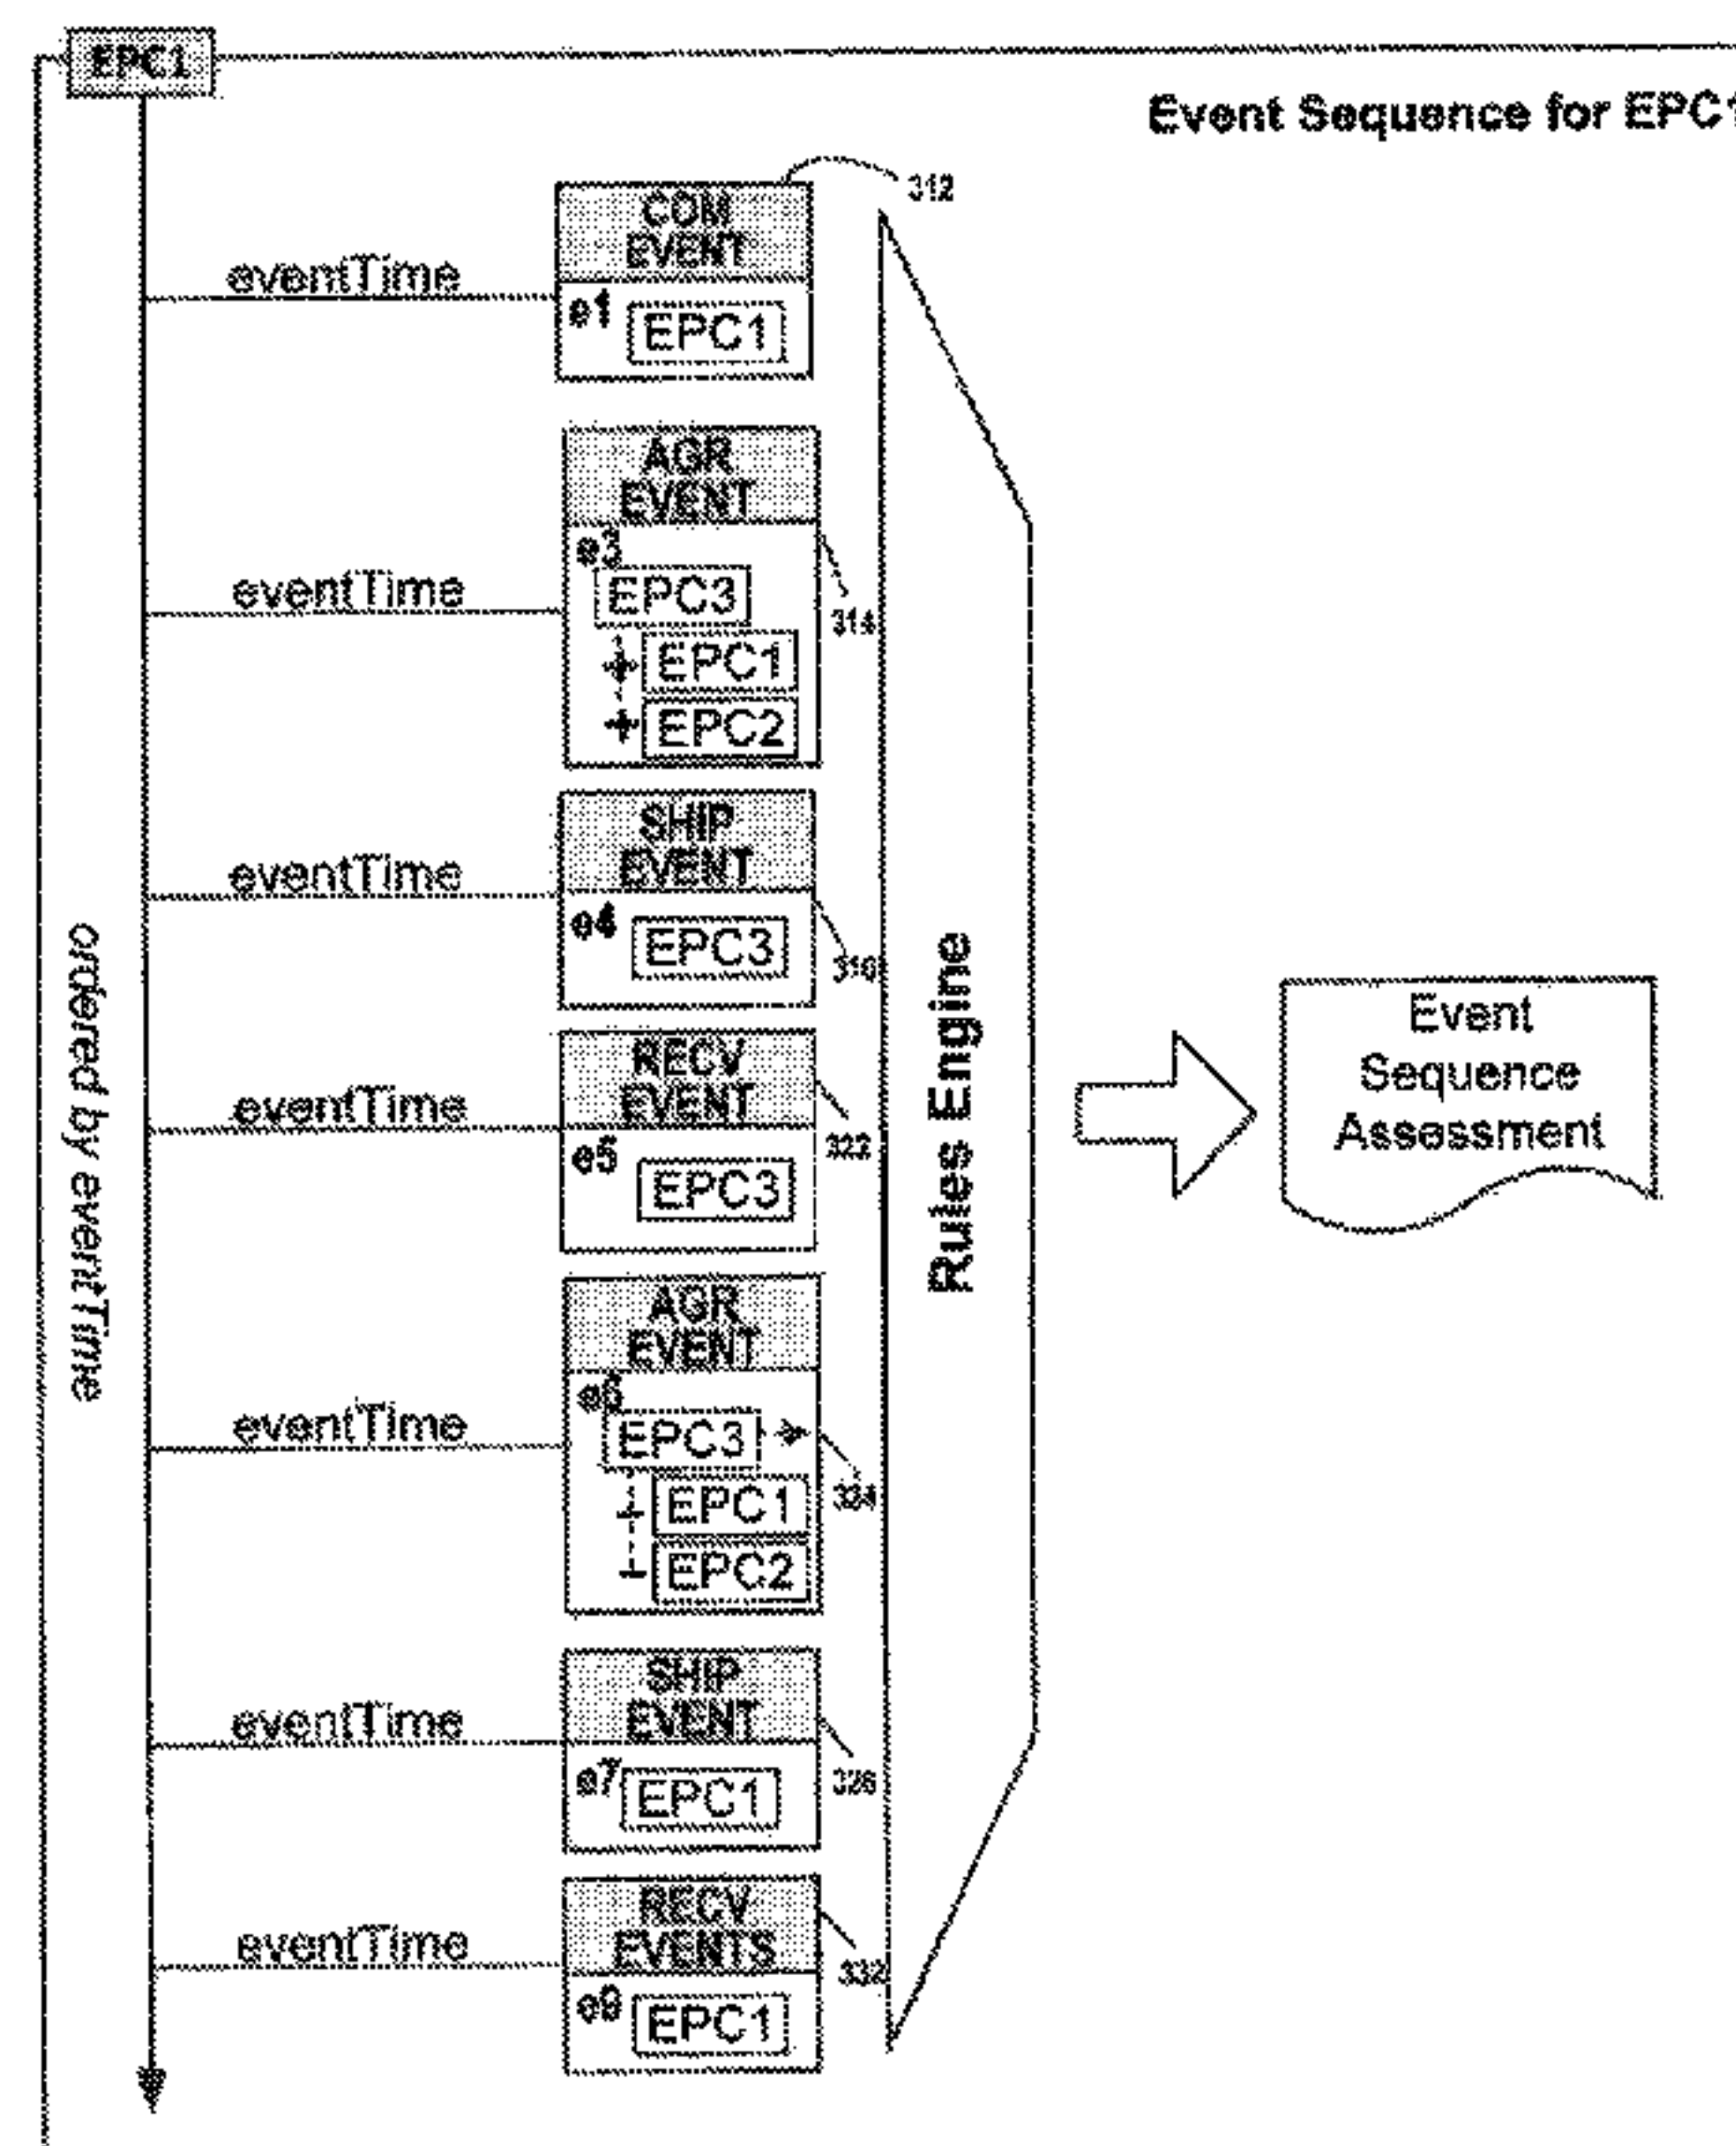 EPC1
Event Sequence for EPC1
312
COM
EVENT
eventTime
e1
EPC1
AGR
EVENT
e3
eventTime
EPC3
314
EPC1
EPC2
SHIP
EVENT
eventTime
e4
EPC3
316
ordered by eventTime
Rules Engine
Event
Sequence
Assessment
RECV
EVENT
eventTime
322
e5
EPC3
AGR
EVENT
e6
eventTime
EPC3
324
EPC1
EPC2
SHIP
EVENT
eventTime
326
e7
EPC1
RECV
EVENTS
eventTime
332
EPC1